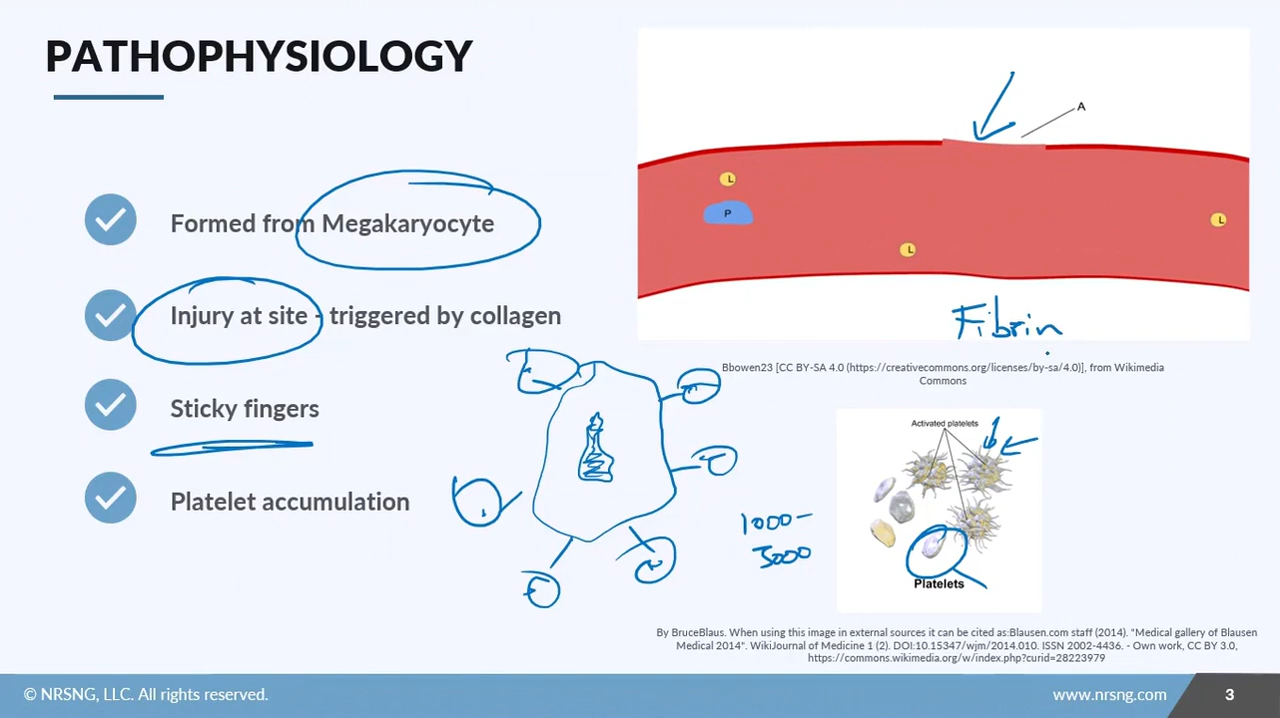 PATHOPHYSIOLOGY
Formed from Megakaryocyte
Injury at site - triggered by collagen
Sticky fingers
Platelet accumulation
A
L
P
L
L
Fibrin
Bbowen23 [CC BY-SA 4.0 (https://creativecommons.org/licenses/by-sa/4.0)], from Wikimedia
Commons
1000-
3000
Activated platelets
Platelets
By BruceBlaus. When using this image in external sources it can be cited as:Blausen.com staff (2014). "Medical gallery of Blausen
Medical 2014". WikiJournal of Medicine 1 (2). DOI:10.15347/wjm/2014.010. ISSN 2002-4436. - Own work, CC BY 3.0,
https://commons.wikimedia.org/w/index.php?curid=28223979
© NRSNG, LLC. All rights reserved.
www.nrsng.com
3